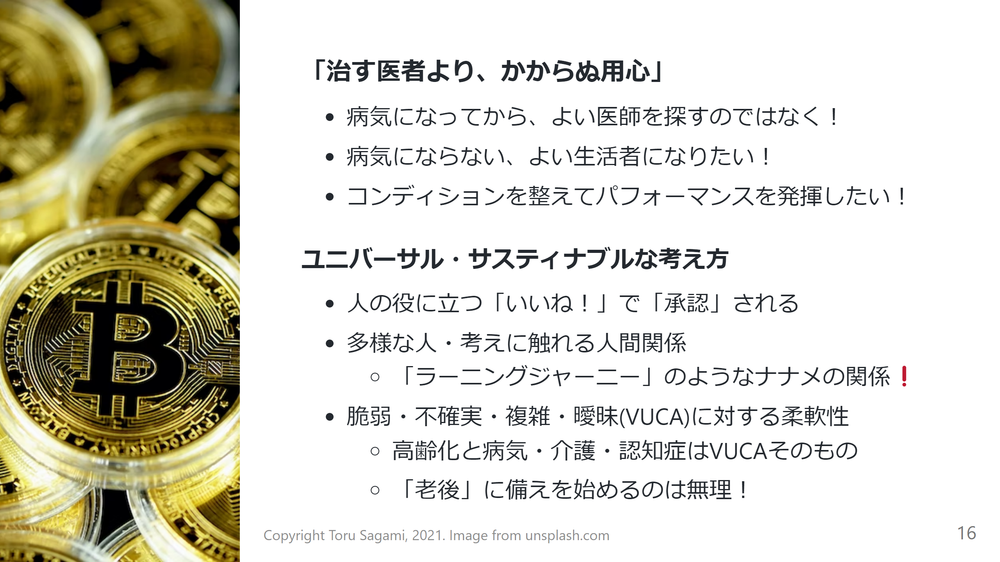 「治す医者より、かからぬ用心」
• 病気になってから、よい医師を探すのではなく！
• 病気にならない、よい生活者になりたい！
• コンディションを整えてパフォーマンスを発揮したい！
ユニバーサル・サスティナブルな考え方
• 人の役に立つ「いいね！」で「承認」される
• 多様な人・考えに触れる人間関係
○ 「ラーニングジャーニー」のようなナナメの関係❗
• 脆弱・不確実・複雑・曖昧(VUCA)に対する柔軟性
○ 高齢化と病気・介護・認知症はVUCAそのもの
○ 「老後」に備えを始めるのは無理！
Copyright Toru Sagami, 2021. Image from unsplash.com
16
DIGITAL * DECENTRALIZED * PEER TO PEER
BITCOIN * CRYPTOCURRENCY